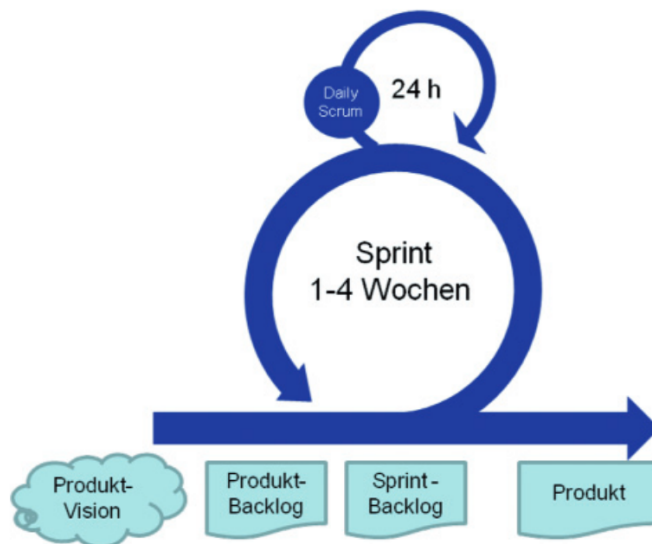 Daily
Scrum
24 h
Sprint
1-4 Wochen
Produkt-
Vision
Produkt-
Backlog
Sprint-
Backlog
Produkt